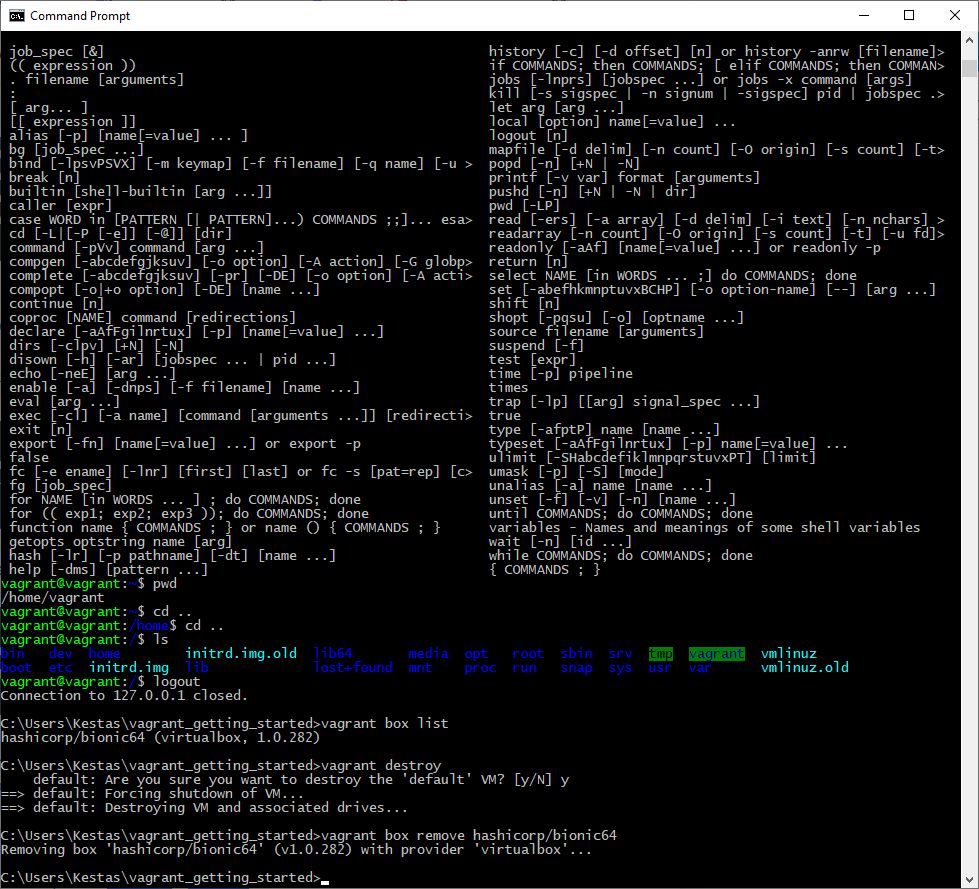 Command Prompt
job_spec [&] history [-c] [-d offset] [n] or history -anrw [filename]>
(( expression )) if COMMANDS; then COMMANDS; [ elif COMMANDS; then COMMAN>
. filename [arguments] jobs [-lnprs] [jobspec ...] or jobs -x command [args]
: kill [-s sigspec | -n signum | -sigspec] pid | jobspec .>
[ arg... ] let arg [arg ...]
[[ expression ]] local [option] name[=value] ...
alias [-p] [name[=value] ... ] logout [n]
bg [job_spec ...] mapfile [-d delim] [-n count] [-O origin] [-s count] [-t>
bind [-lpsvPSVX] [-m keymap] [-f filename] [-q name] [-u > popd [-n] [+N | -N]
break [n] printf [-v var] format [arguments]
builtin [shell-builtin [arg ...]] pushd [-n] [+N | -N | dir]
caller [expr] pwd [-LP]
case WORD in [PATTERN [| PATTERN]...) COMMANDS ;;]... esa> read [-ers] [-a array] [-d delim] [-i text] [-n nchars] >
cd [-L|[-P [-e]] [-@]] [dir] readarray [-n count] [-O origin] [-s count] [-t] [-u fd]>
command [-pVv] command [arg ...] readonly [-aAf] [name[=value] ...] or readonly -p
compgen [-abcdefgjksuv] [-o option] [-A action] [-G globp> return [n]
complete [-abcdefgjksuv] [-pr] [-DE] [-o option] [-A acti> select NAME [in WORDS ... ;] do COMMANDS; done
compopt [-o|+o option] [-DE] [name ...] set [-abefhkmnptuvxBCHP] [-o option-name] [--] [arg ...]
continue [n] shift [n]
coproc [NAME] command [redirections] shopt [-pqsu] [-o] [optname ...]
declare [-aAfFgilnrtux] [-p] [name[=value] ...] source filename [arguments]
dirs [-clpv] [+N] [-N] suspend [-f]
disown [-h] [-ar] [jobspec ... | pid ...] test [expr]
echo [-neE] [arg ...] time [-p] pipeline
enable [-a] [-dnps] [-f filename] [name ...] times
eval [arg ...] trap [-lp] [[arg] signal_spec ...]
exec [-cl] [-a name] [command [arguments ...]] [redirecti> true
exit [n] type [-afptP] name [name ...]
export [-fn] [name[=value] ...] or export -p typeset [-aAfFgilnrtux] [-p] name[=value] ...
false ulimit [-SHabcdefiklmnpqrstuvxPT] [limit]
fc [-e ename] [-lnr] [first] [last] or fc -s [pat=rep] [c> umask [-p] [-S] [mode]
fg [job_spec] unalias [-a] name [name ...]
for NAME [in WORDS ... ] ; do COMMANDS; done unset [-f] [-v] [-n] [name ...]
for (( exp1; exp2; exp3 )); do COMMANDS; done until COMMANDS; do COMMANDS; done
function name { COMMANDS ; } or name () { COMMANDS ; } variables - Names and meanings of some shell variables
getopts optstring name [arg] wait [-n] [id ...]
hash [-lr] [-p pathname] [-dt] [name ...] while COMMANDS; do COMMANDS; done
help [-dms] [pattern ...] { COMMANDS ; }
vagrant@vagrant:~$ pwd
/home/vagrant
vagrant@vagrant:~$ cd ..
vagrant@vagrant:/home$ cd ..
vagrant@vagrant:/$ ls
bin dev home initrd.img.old lib64 media opt root sbin srv tmp vagrant vmlinuz
boot etc initrd.img lib lost+found mnt proc run snap sys usr var vmlinuz.old
vagrant@vagrant:/$ logout
Connection to 127.0.0.1 closed.
C:\Users\Kestas\vagrant_getting_started>vagrant box list
hashicorp/bionic64 (virtualbox, 1.0.282)
C:\Users\Kestas\vagrant_getting_started>vagrant destroy
default: Are you sure you want to destroy the 'default' VM? [y/N] y
==> default: Forcing shutdown of VM...
==> default: Destroying VM and associated drives...
C:\Users\Kestas\vagrant_getting_started>vagrant box remove hashicorp/bionic64
Removing box 'hashicorp/bionic64' (v1.0.282) with provider 'virtualbox'...
C:\Users\Kestas\vagrant_getting_started>